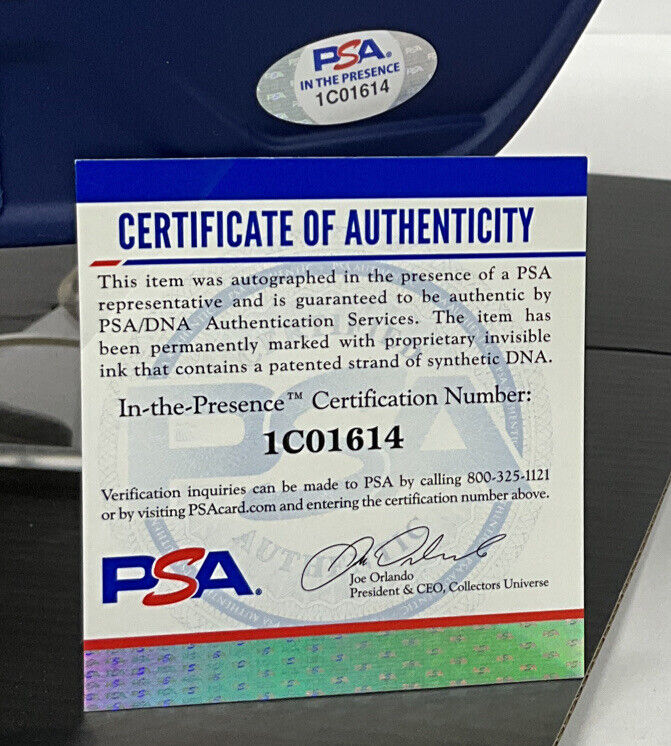 PSA®
IN THE PRESENCE
1C01614
CERTIFICATE OF AUTHENTICITY
This item was autographed in the presence of a PSA
representative and is guaranteed to be authentic by
PSA/DNA Authentication Services. The item has
been permanently marked with proprietary invisible
ink that contains a patented strand of synthetic DNA.
In-the-Presence™ Certification Number:
1C01614
Verification inquiries can be made to PSA by calling 800-325-1121
or by visiting PSAcard.com and entering the certification number above.
PSA®
Joe Orlando
President & CEO, Collectors Universe
PSA
AUTHENTIC